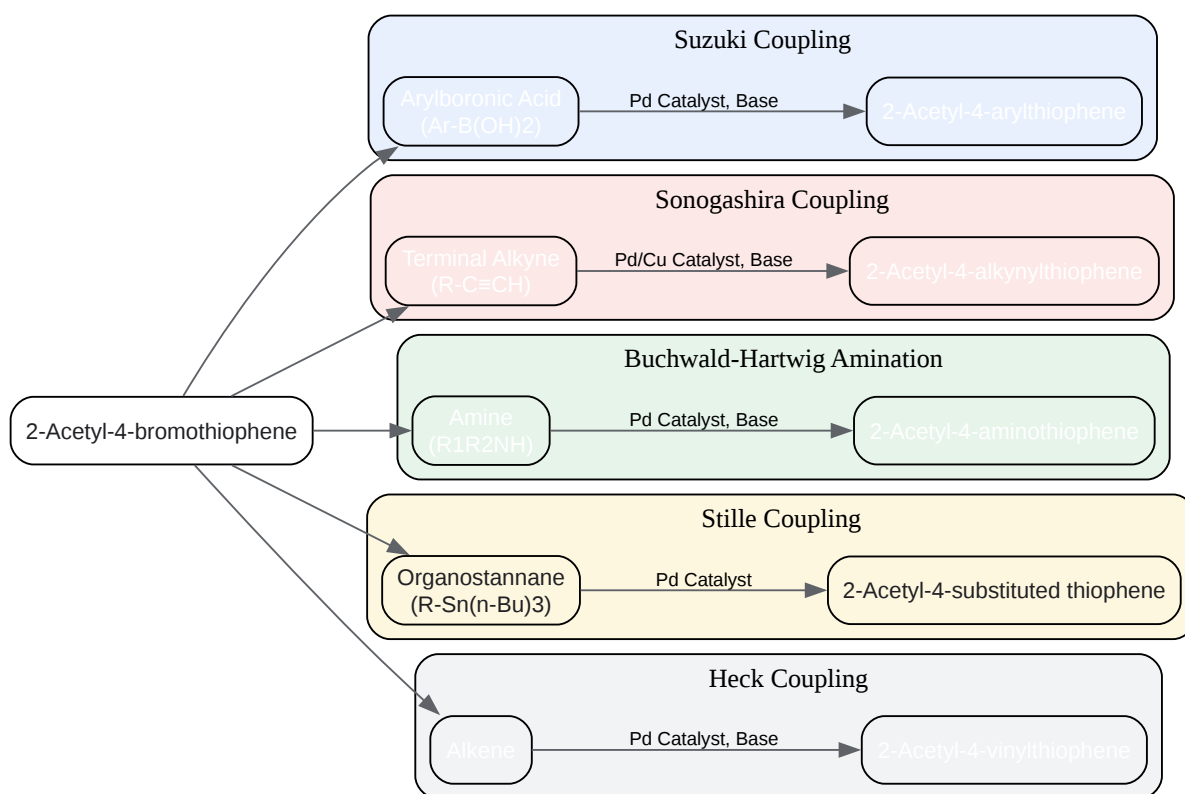 Suzuki Coupling
Arylboronic Acid
(Ar-B(OH)2)
Pd Catalyst, Base
2-Acetyl-4-arylthiophene
Sonogashira Coupling
Terminal Alkyne
(R-C≡CH)
Pd/Cu Catalyst, Base
2-Acetyl-4-alkynylthiophene
Buchwald-Hartwig Amination
2-Acetyl-4-bromothiophene
Amine
(R1R2NH)
Pd Catalyst, Base
2-Acetyl-4-aminothiophene
Stille Coupling
Organostannane
(R-Sn(n-Bu)3)
Pd Catalyst
2-Acetyl-4-substituted thiophene
Heck Coupling
Alkene
Pd Catalyst, Base
2-Acetyl-4-vinylthiophene